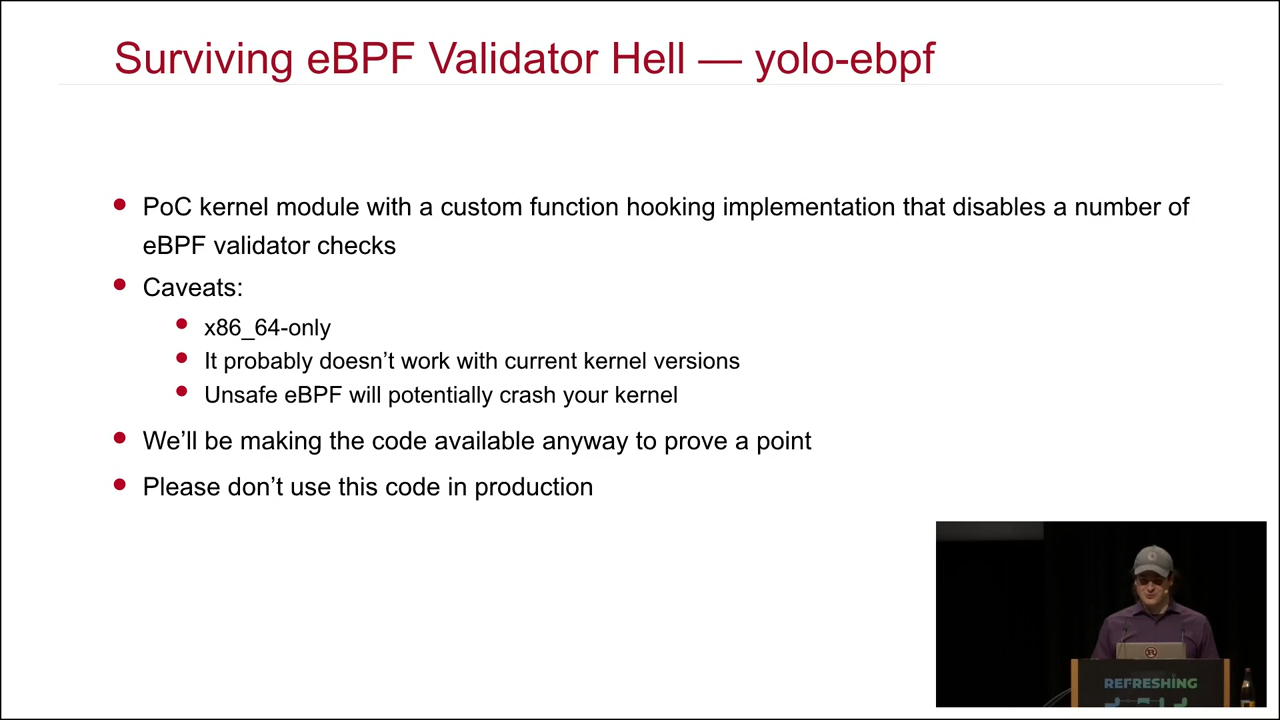 Surviving eBPF Validator Hell — yolo-ebpf
PoC kernel module with a custom function hooking implementation that disables a number of
eBPF validator checks
Caveats:
x86_64-only
It probably doesn’t work with current kernel versions
Unsafe eBPF will potentially crash your kernel
We’ll be making the code available anyway to prove a point
Please don’t use this code in production
REFRESHING